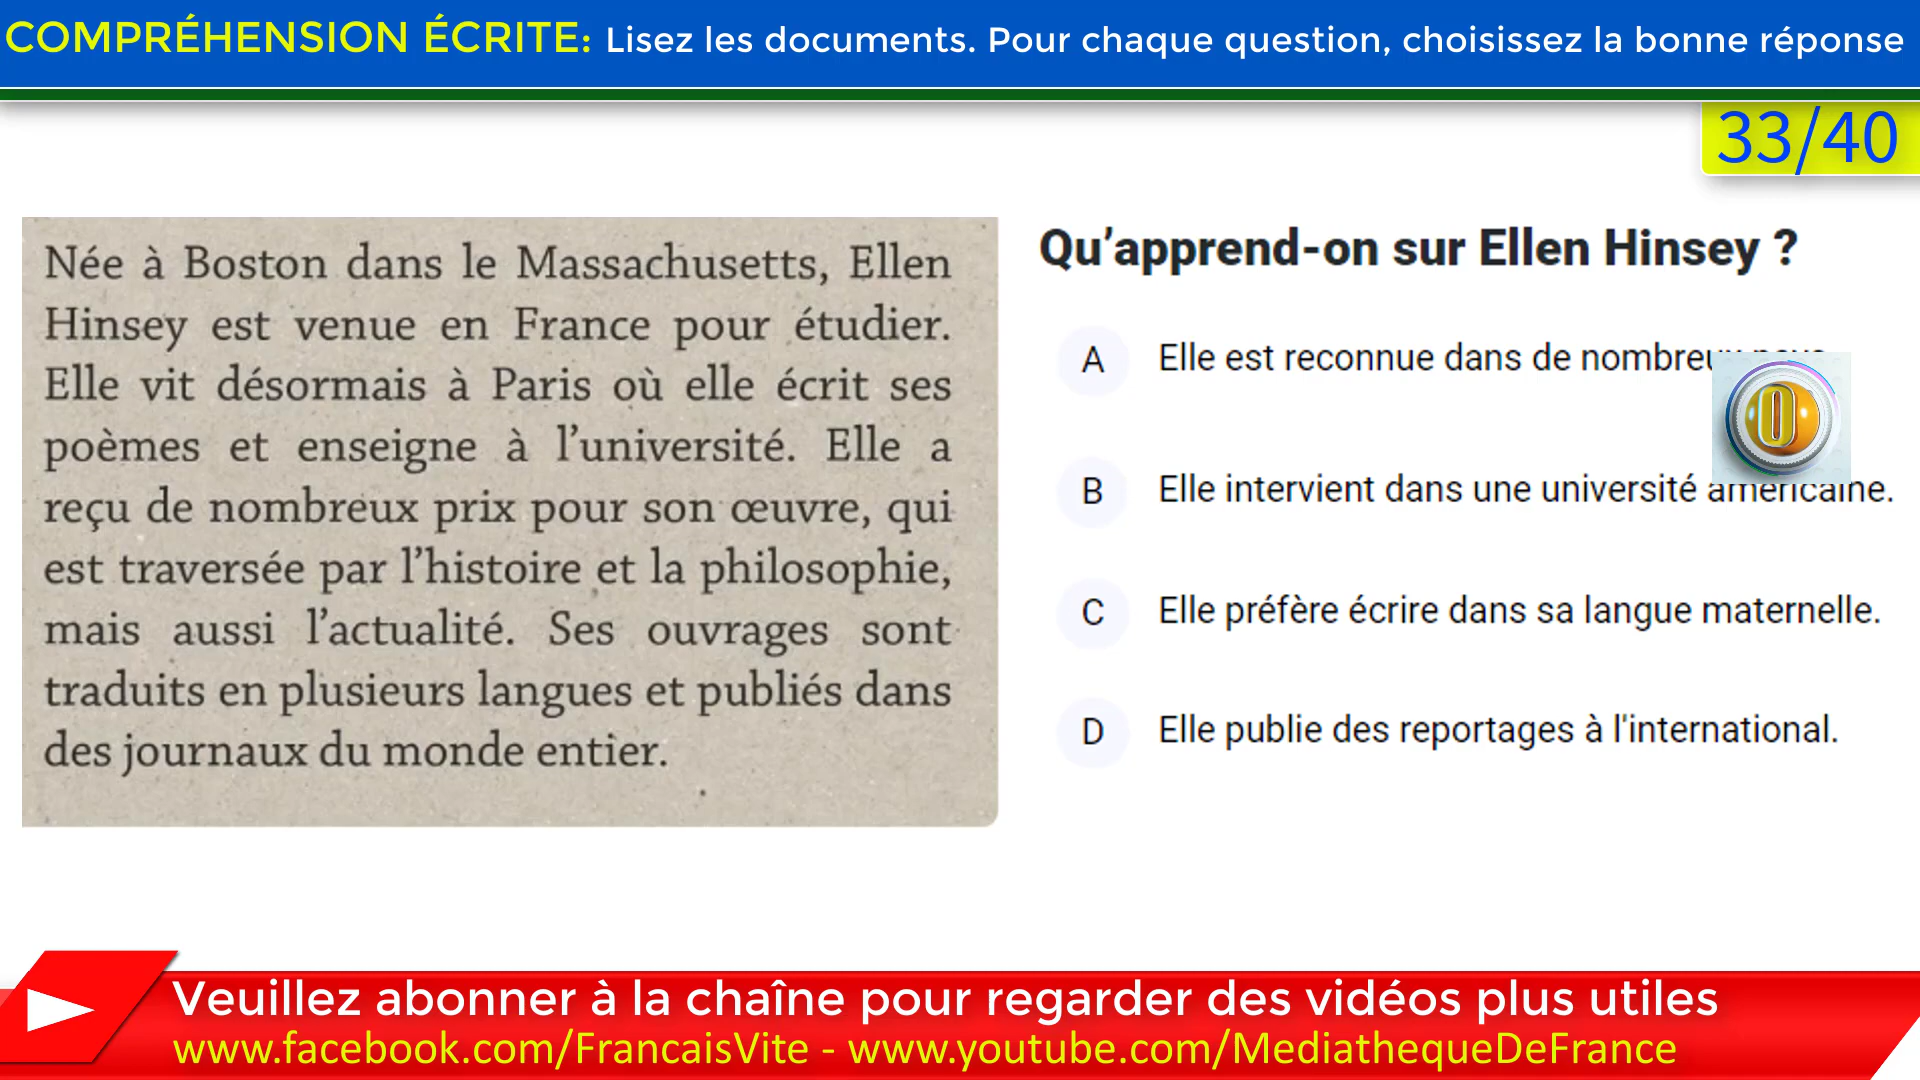 COMPRÉHENSION ÉCRITE: Lisez les documents. Pour chaque question, choisissez la bonne réponse
33/40
Née à Boston dans le Massachusetts, Ellen
Hinsey est venue en France pour étudier.
Elle vit désormais à Paris où elle écrit ses
poèmes et enseigne à l'université. Elle a
reçu de nombreux prix pour son œuvre, qui
est traversée par l'histoire et la philosophie,
mais aussi l'actualité. Ses ouvrages sont
traduits en plusieurs langues et publiés dans
des journaux du monde entier.
Qu'apprend-on sur Ellen Hinsey ?
A Elle est reconnue dans de nombreux
0
B Elle intervient dans une université américaine.
C Elle préfère écrire dans sa langue maternelle.
D Elle publie des reportages à l'international.
Veuillez abonner à la chaîne pour regarder des vidéos plus utiles
www.facebook.com/FrancaisVite - www.youtube.com/MediathequeDeFrance